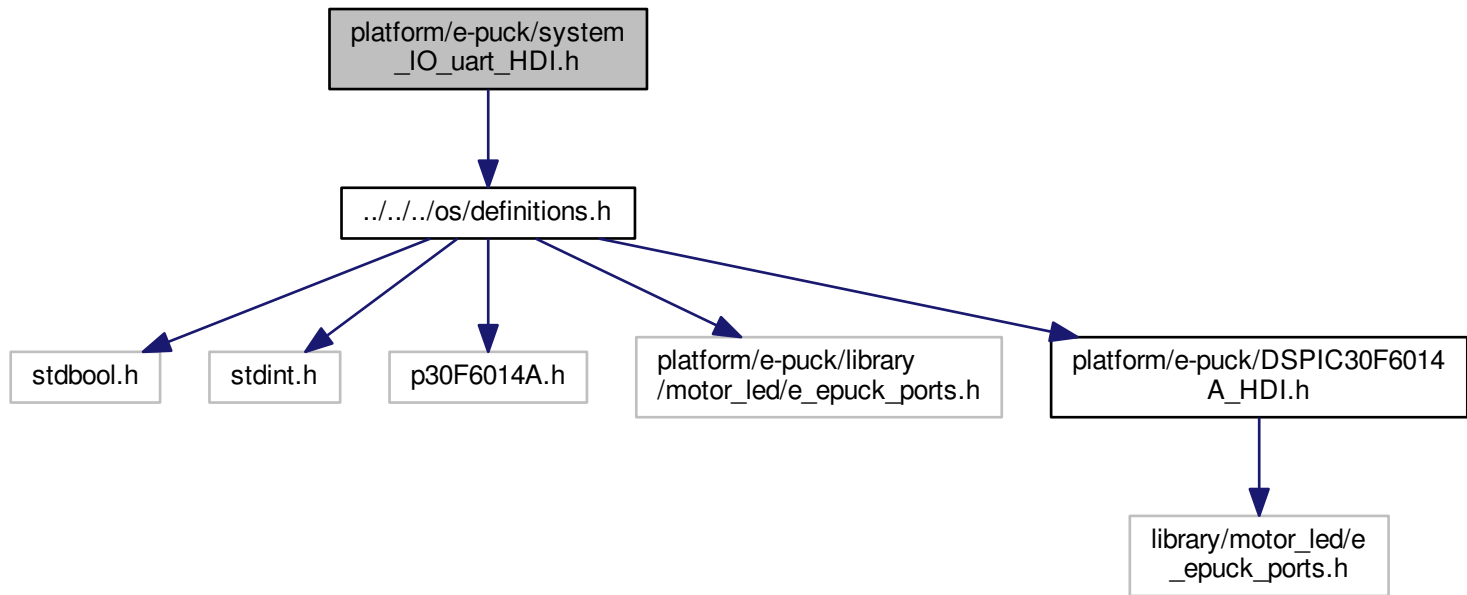 platform/e-puck/system
_IO_uart_HDI.h
../../../os/definitions.h
stdbool.h
stdint.h
p30F6014A.h
platform/e-puck/library
/motor_led/e_epuck_ports.h
platform/e-puck/DSPIC30F6014
A_HDI.h
library/motor_led/e
_epuck_ports.h